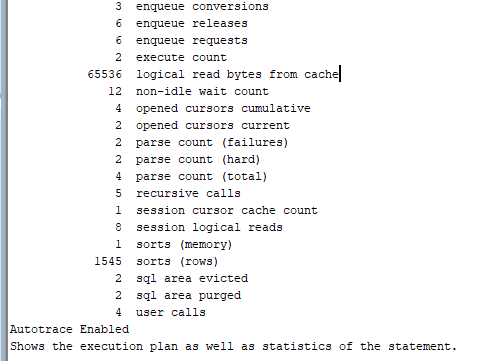 3 enqueue conversions
6 enqueue releases
6 enqueue requests
2 execute count
65536 logical read bytes from cache
12 non-idle wait count
4 opened cursors cumulative
2 opened cursors current
2 parse count (failures)
2 parse count (hard)
4 parse count (total)
5 recursive calls
1 session cursor cache count
8 session logical reads
1 sorts (memory)
1545 sorts (rows)
2 sql area evicted
2 sql area purged
4 user calls
Autotrace Enabled
Shows the execution plan as well as statistics of the statement.